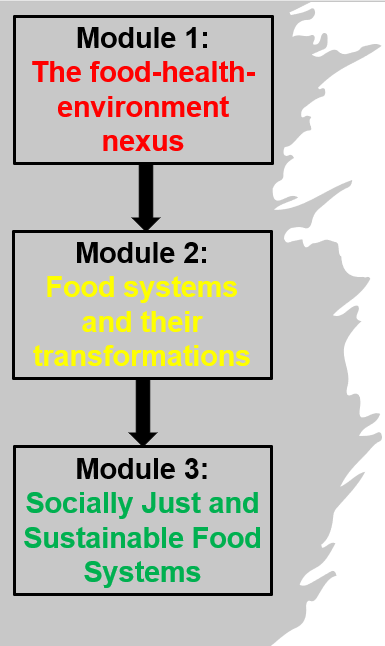 Module 1:
The food-health-
environment
nexus
Module 2:
Food systems
and their
transformations
Module 3:
Socially Just and
Sustainable Food
Systems